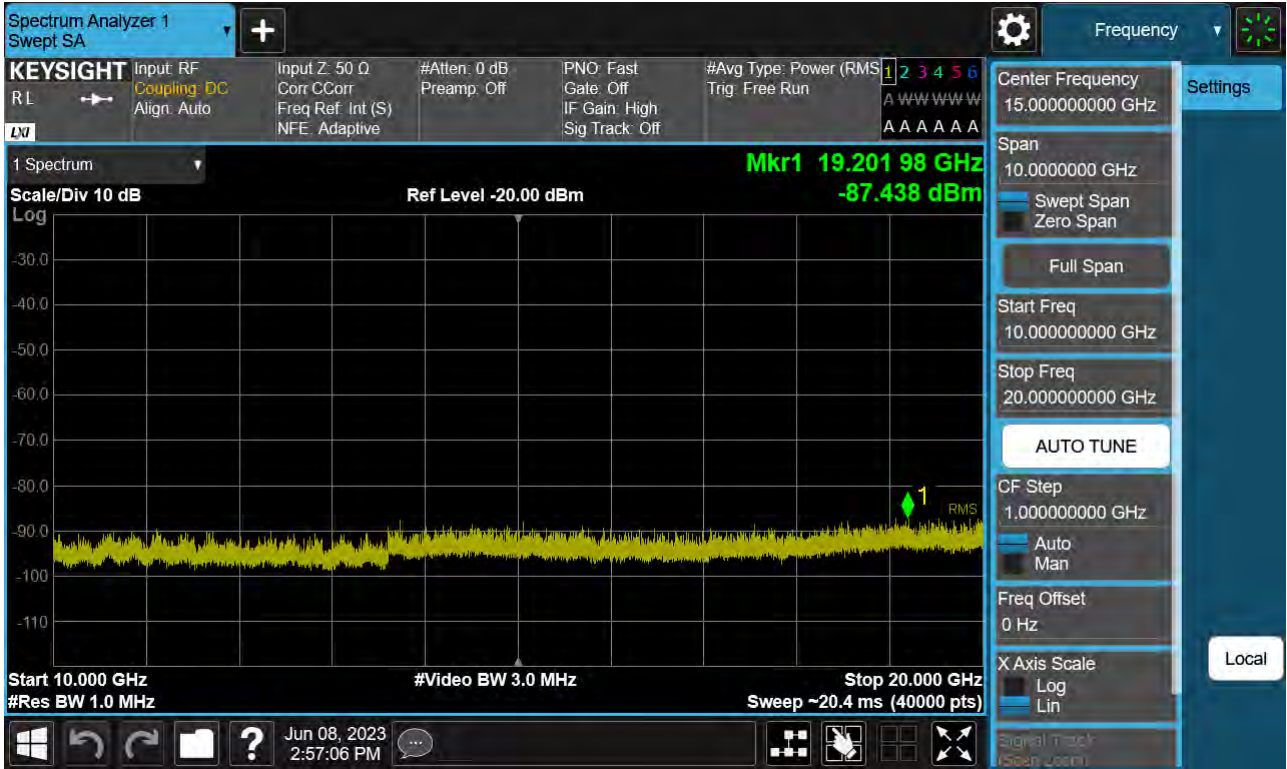 Spectrum Analyzer 1
Swept SA
+
Frequency
KEYSIGHT
R L
LXI
Input: RF
Coupling: DC
Align: Auto
Input Z: 50 Ω
Corr CCorr
Freq Ref: Int (S)
NFE: Adaptive
#Atten: 0 dB
Preamp: Off
PNO: Fast
Gate: Off
IF Gain: High
Sig Track: Off
#Avg Type: Power (RMS
Trig: Free Run
1 2 3 4 5 6
A W W W W W
A A A A A A
1 Spectrum
Scale/Div 10 dB
Log
Ref Level -20.00 dBm
Mkr1 19.201 98 GHz
-87.438 dBm
-30.0
-40.0
-50.0
-60.0
-70.0
-80.0
-90.0
-100
-110
1
RMS
Start 10.000 GHz
#Res BW 1.0 MHz
#Video BW 3.0 MHz
Stop 20.000 GHz
Sweep ~20.4 ms (40000 pts)
Center Frequency
15.000000000 GHz
Span
10.0000000 GHz
Swept Span
Zero Span
Full Span
Start Freq
10.000000000 GHz
Stop Freq
20.000000000 GHz
AUTO TUNE
CF Step
1.000000000 GHz
Auto
Man
Freq Offset
0 Hz
X Axis Scale
Log
Lin
Signal Track
(Span Zoom)
Settings
Local
?
Jun 08, 2023
2:57:06 PM